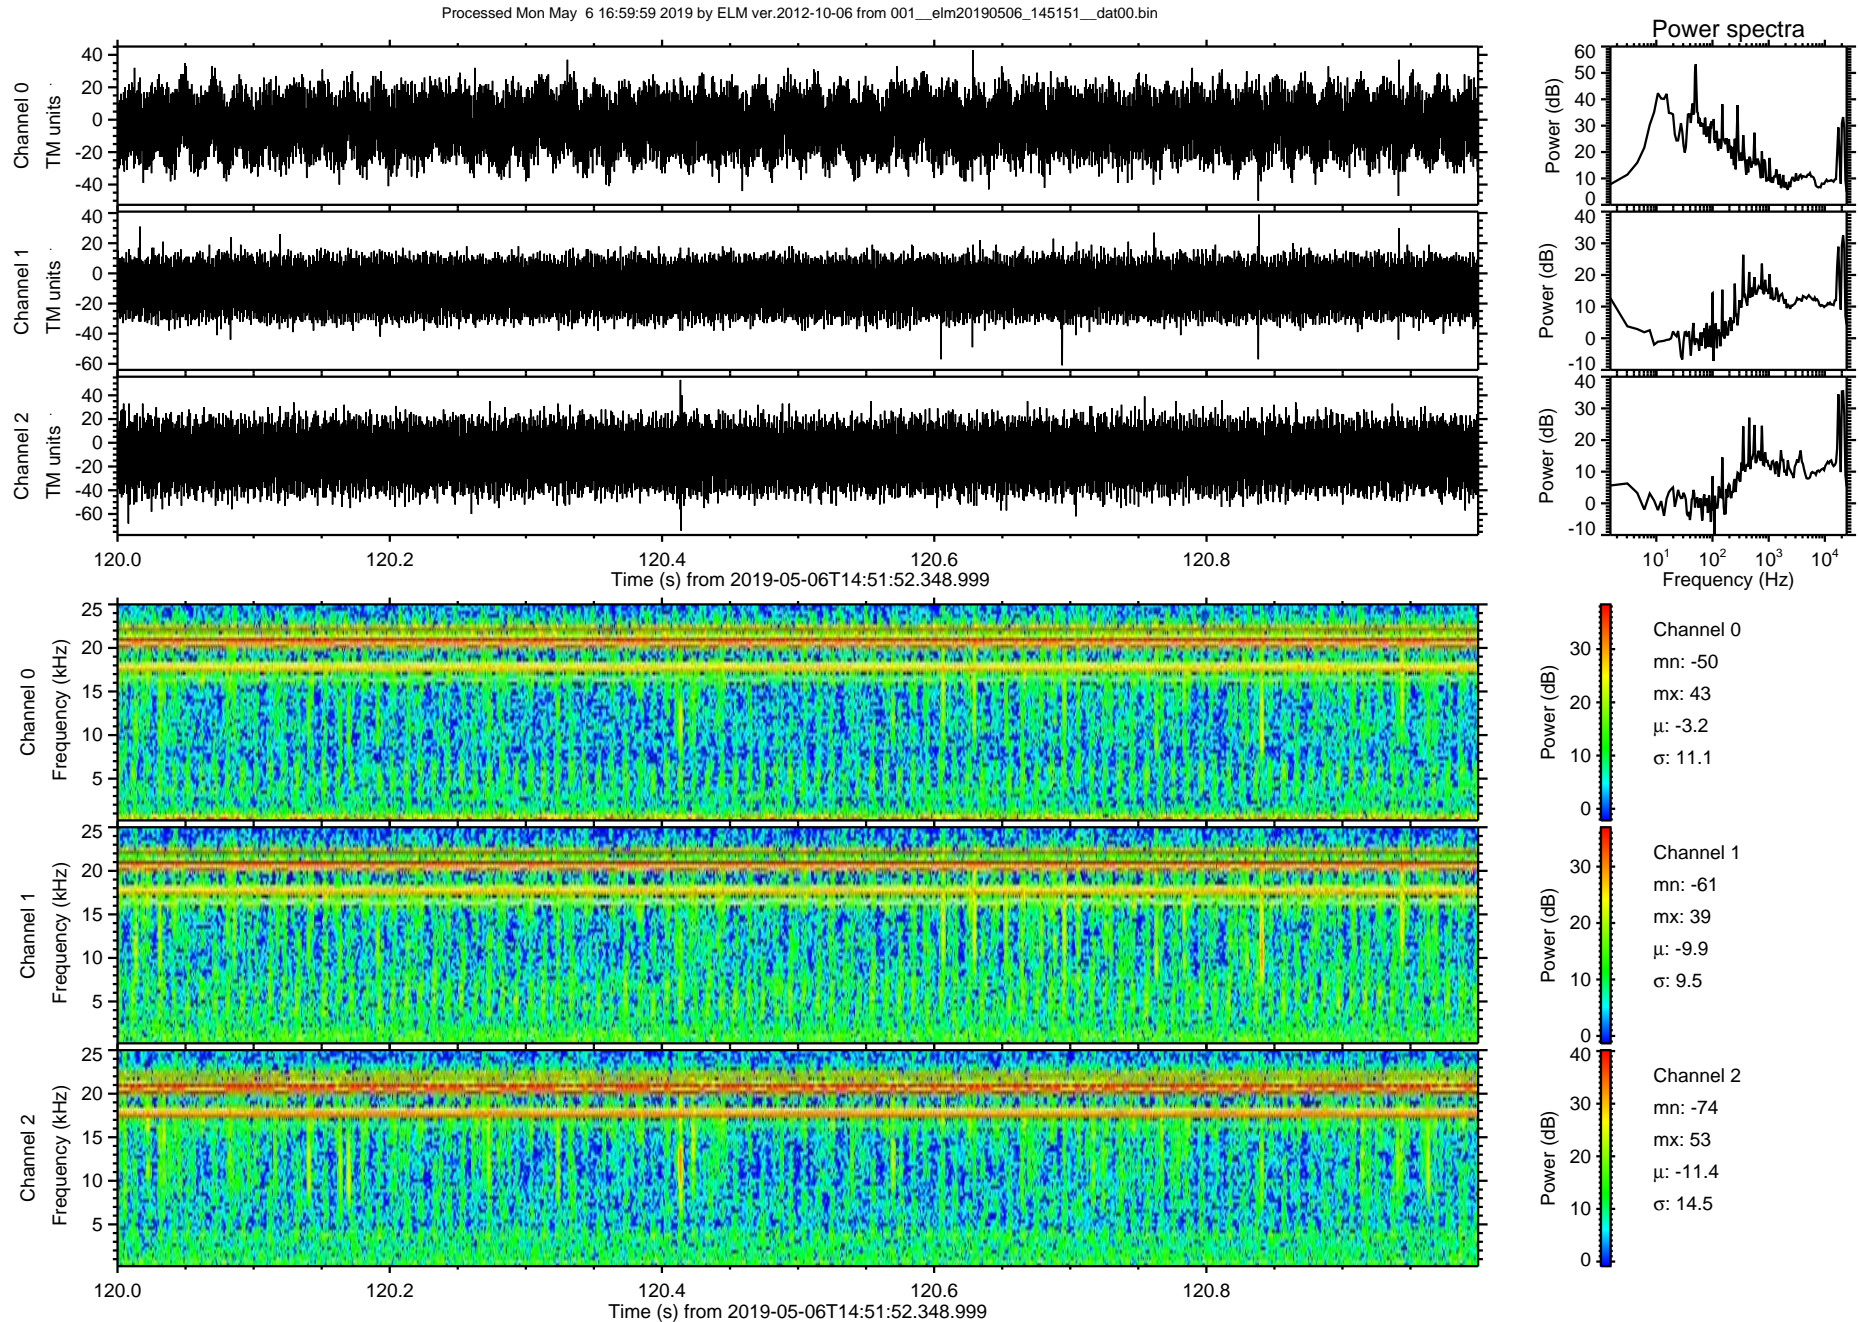 Processed Mon May  6 16:59:59 2019 by ELM ver.2012-10-06 from 001__elm20190506_145151__dat00.bin
Power spectra
Channel 0
TM units
40
20
0
-20
-40
Power (dB)
60
50
40
30
20
10
0
Channel 1
TM units
40
20
0
-20
-40
-60
Power (dB)
40
30
20
10
0
-10
Channel 2
TM units
40
20
0
-20
-40
-60
Power (dB)
40
30
20
10
0
-10
120.0 120.2 120.4 120.6 120.8
Time (s) from 2019-05-06T14:51:52.348.999
10^1 10^2 10^3 10^4
Frequency (Hz)
Channel 0
Frequency (kHz)
25
20
15
10
5
Power (dB)
30
20
10
0
Channel 0
mn: -50
mx: 43
μ: -3.2
σ: 11.1
Channel 1
Frequency (kHz)
25
20
15
10
5
Power (dB)
30
20
10
0
Channel 1
mn: -61
mx: 39
μ: -9.9
σ: 9.5
Channel 2
Frequency (kHz)
25
20
15
10
5
Power (dB)
40
30
20
10
0
Channel 2
mn: -74
mx: 53
μ: -11.4
σ: 14.5
120.0 120.2 120.4 120.6 120.8
Time (s) from 2019-05-06T14:51:52.348.999